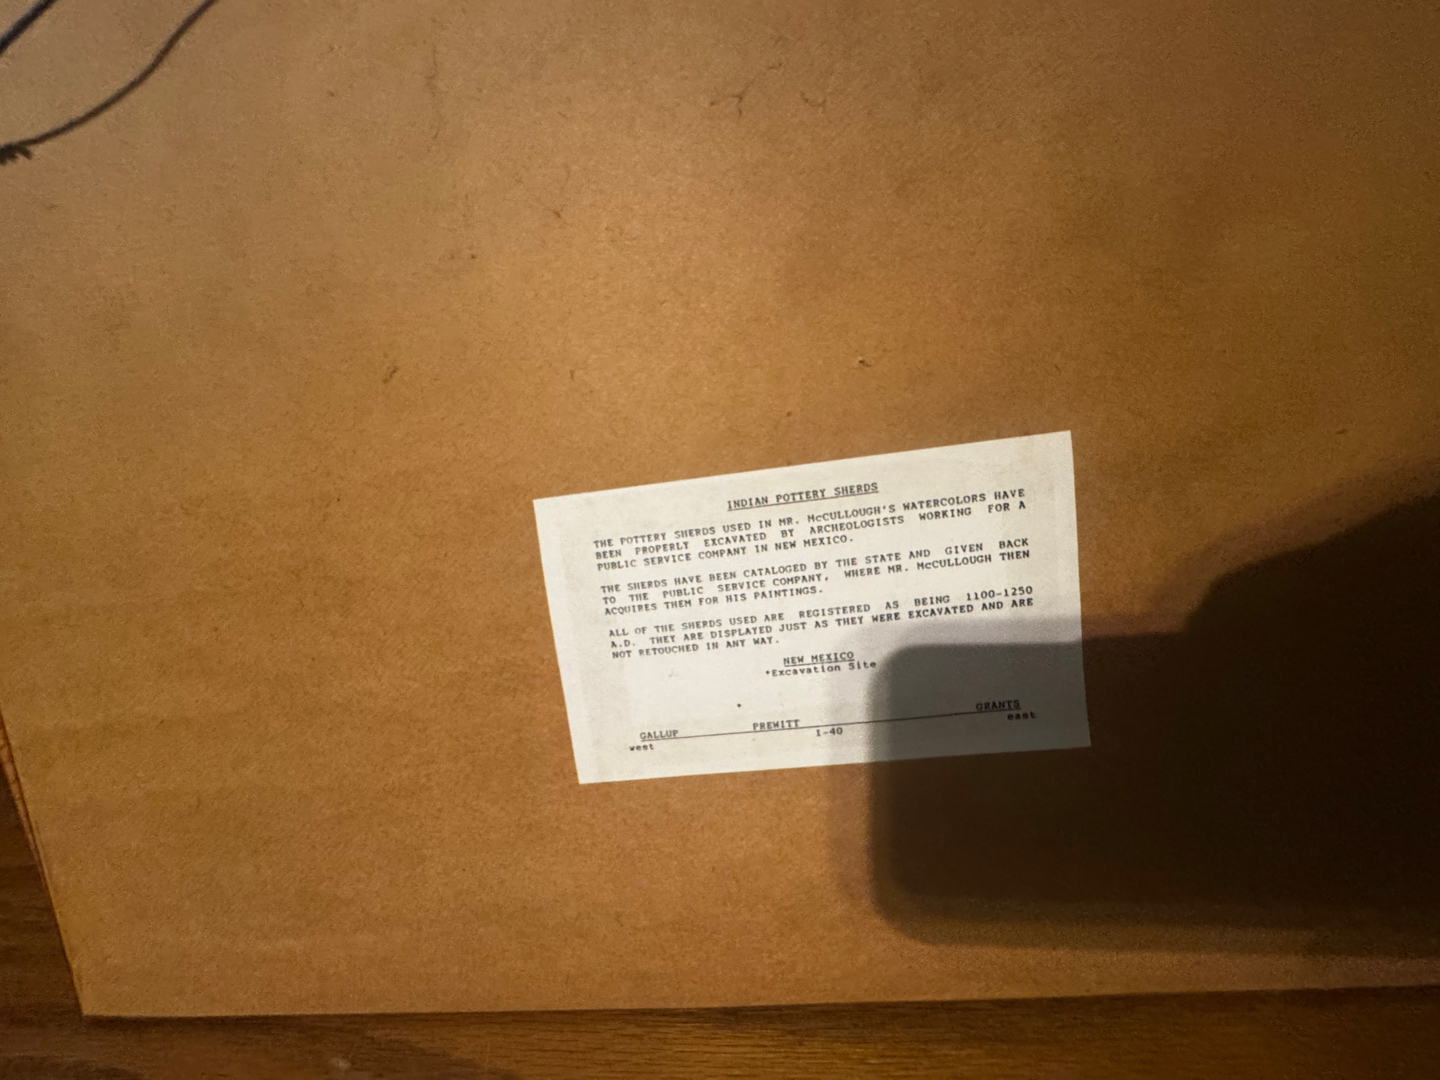 INDIAN POTTERY SHERDS
THE POTTERY SHERDS USED IN MR. McCULLOUGH'S WATERCOLORS HAVE
BEEN PROPERLY EXCAVATED BY ARCHEOLOGISTS WORKING FOR A
PUBLIC SERVICE COMPANY IN NEW MEXICO.
THE SHERDS HAVE BEEN CATALOGED BY THE STATE AND GIVEN BACK
TO THE PUBLIC SERVICE COMPANY, WHERE MR. McCULLOUGH THEN
ACQUIRES THEM FOR HIS PAINTINGS.
ALL OF THE SHERDS USED ARE REGISTERED AS BEING 1100-1250
A.D. THEY ARE DISPLAYED JUST AS THEY WERE EXCAVATED AND ARE
NOT RETOUCHED IN ANY WAY.
NEW MEXICO
*Excavation Site
GALLUP PREWITT GRANTS
west I-40 east